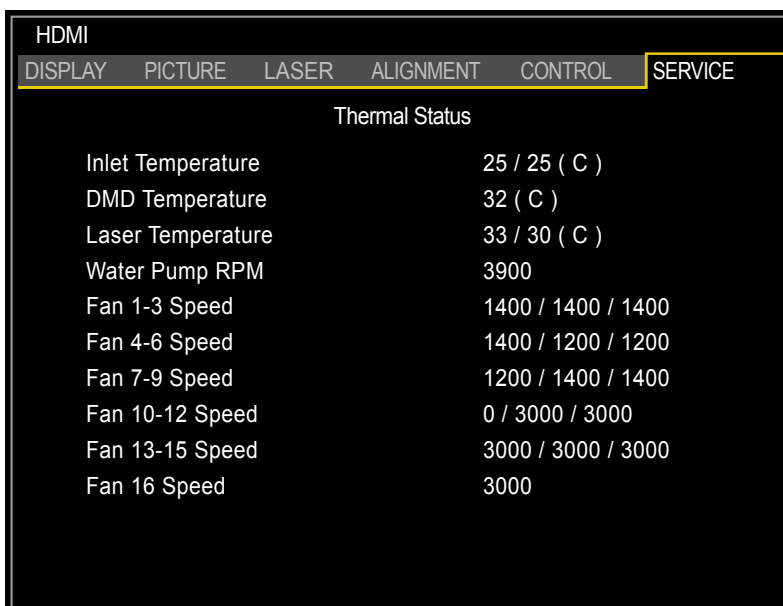 HDMI
DISPLAY PICTURE LASER ALIGNMENT CONTROL SERVICE
Thermal Status
Inlet Temperature 25 / 25 ( C )
DMD Temperature 32 ( C )
Laser Temperature 33 / 30 ( C )
Water Pump RPM 3900
Fan 1-3 Speed 1400 / 1400 / 1400
Fan 4-6 Speed 1400 / 1200 / 1200
Fan 7-9 Speed 1200 / 1400 / 1400
Fan 10-12 Speed 0 / 3000 / 3000
Fan 13-15 Speed 3000 / 3000 / 3000
Fan 16 Speed 3000